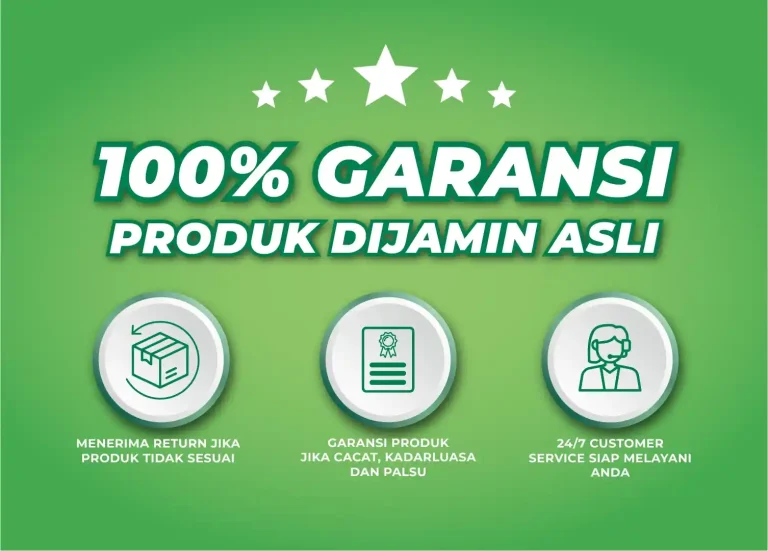 100% GARANSI
PRODUK DIJAMIN ASLI
MENERIMA RETURN JIKA
PRODUK TIDAK SESUAI
GARANSI PRODUK
JIKA CACAT, KADARLUASA
DAN PALSU
24/7 CUSTOMER
SERVICE SIAP MELAYANI
ANDA